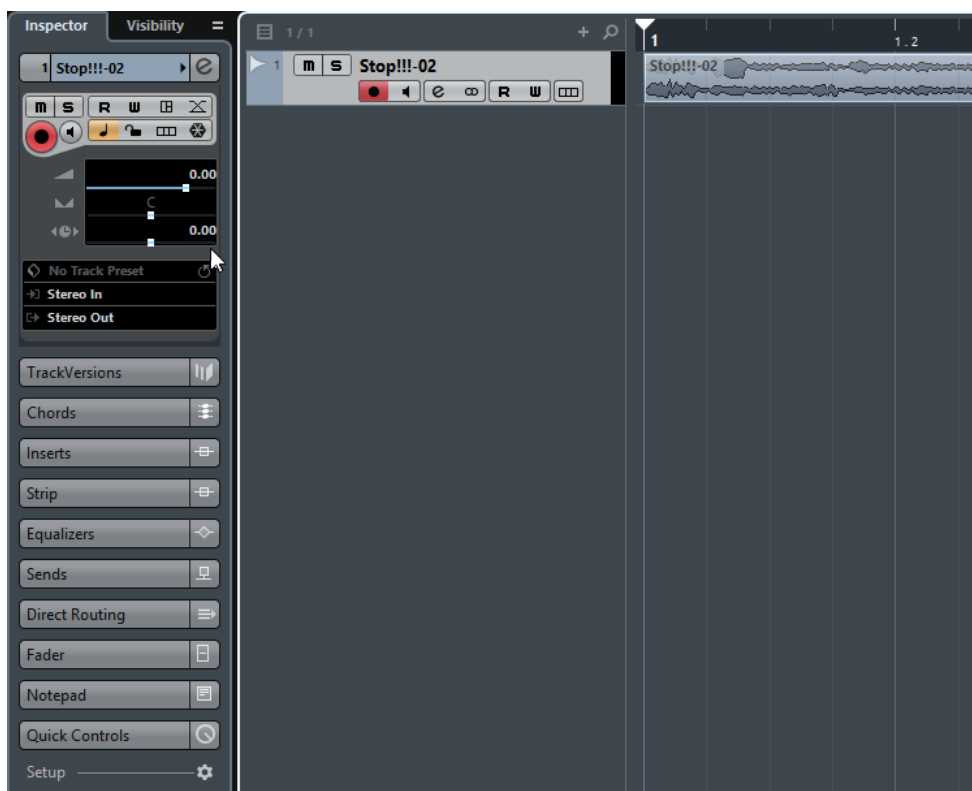 Inspector Visibility
1 / 1
1
1.2
1 Stop!!!-02 e
1 m s Stop!!!-02
Stop!!!-02
e R W
m s R W
0.00
C
0.00
No Track Preset
Stereo In
Stereo Out
TrackVersions
Chords
Inserts
Strip
Equalizers
Sends
Direct Routing
Fader
Notepad
Quick Controls
Setup